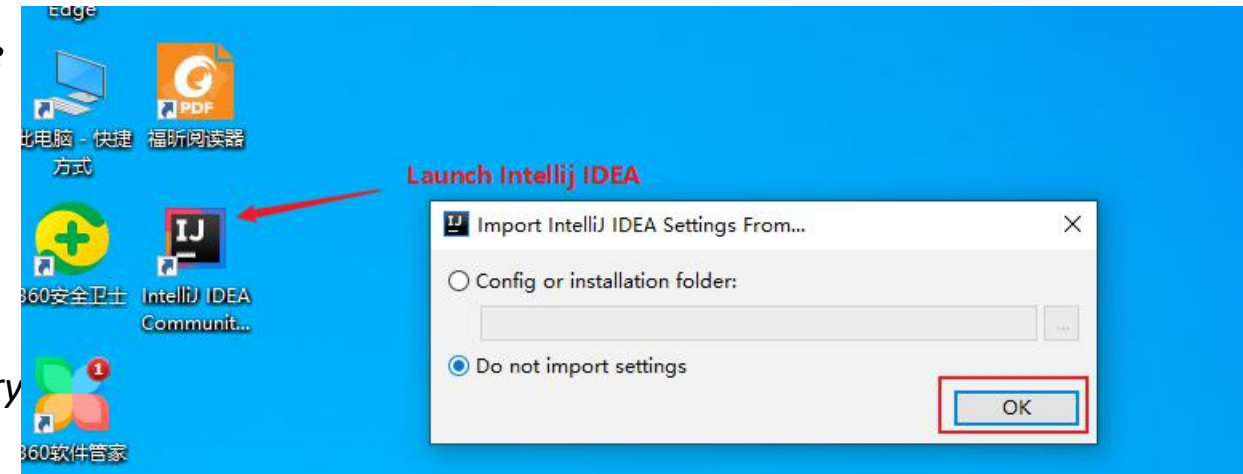 Edge
此电脑 - 快捷
方式
PDF
福昕阅读器
Launch Intellij IDEA
IJ
Import IntelliJ IDEA Settings From...
Config or installation folder:
...
Do not import settings
OK
360安全卫士
IJ
IntelliJ IDEA
Communit...
1
360软件管家